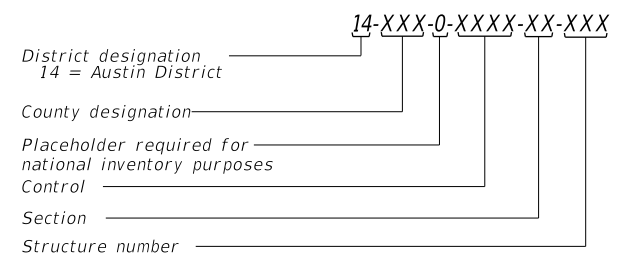 14-XXX-0-XXXX-XX-XXX
District designation
14 = Austin District
County designation
Placeholder required for
national inventory purposes
Control
Section
Structure number